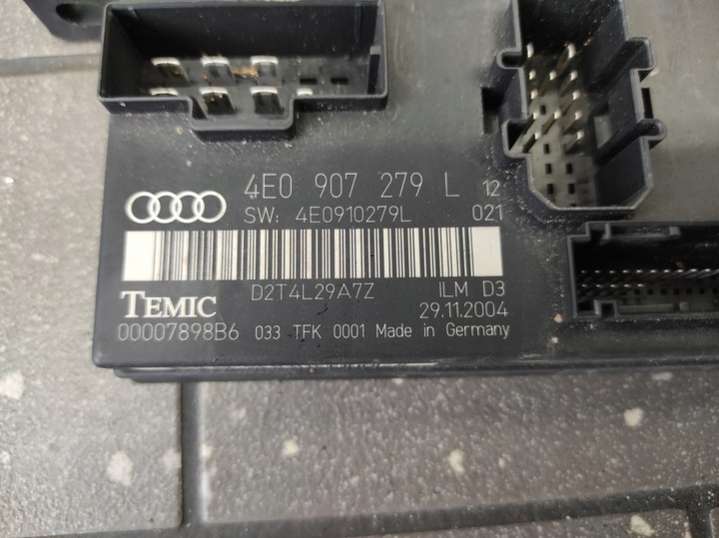 4E0 907 279 L 12
SW: 4E0910279L 021
D2T4L29A7Z ILM D3
TEMIC 29.11.2004
00007898B6 033 TFK 0001 Made in Germany